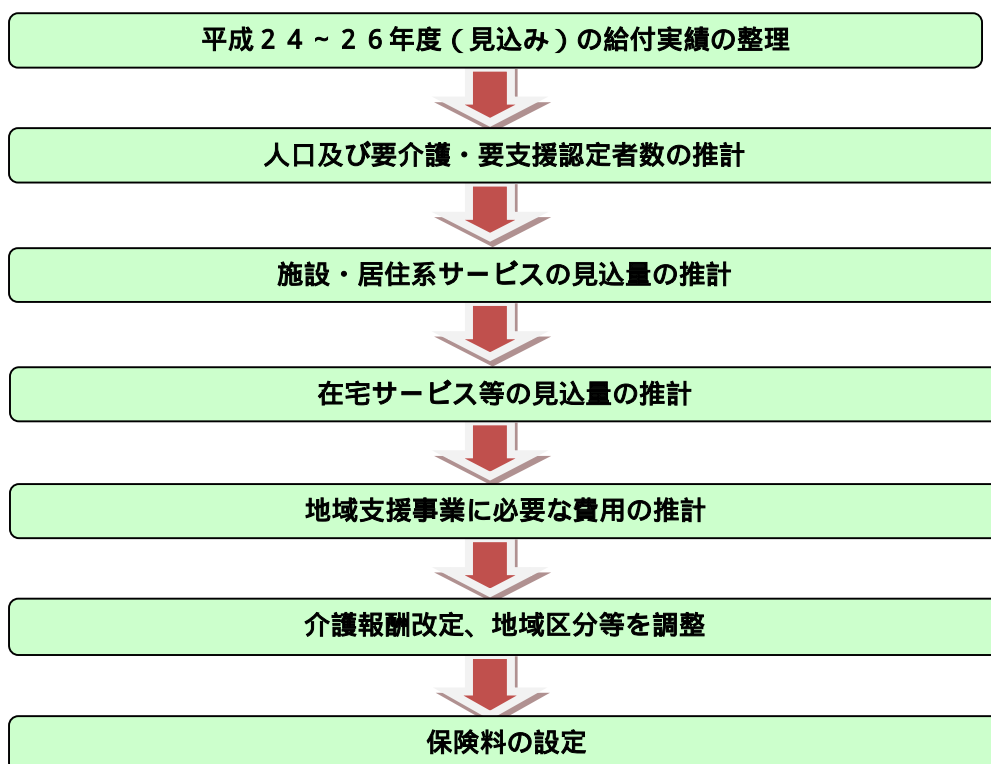 平成２４~２６年度（見込み）の給付実績の整理
人口及び要介護・要支援認定者数の推計
施設・居住系サービスの見込量の推計
在宅サービス等の見込量の推計
地域支援事業に必要な費用の推計
介護報酬改定、地域区分等を調整
保険料の設定